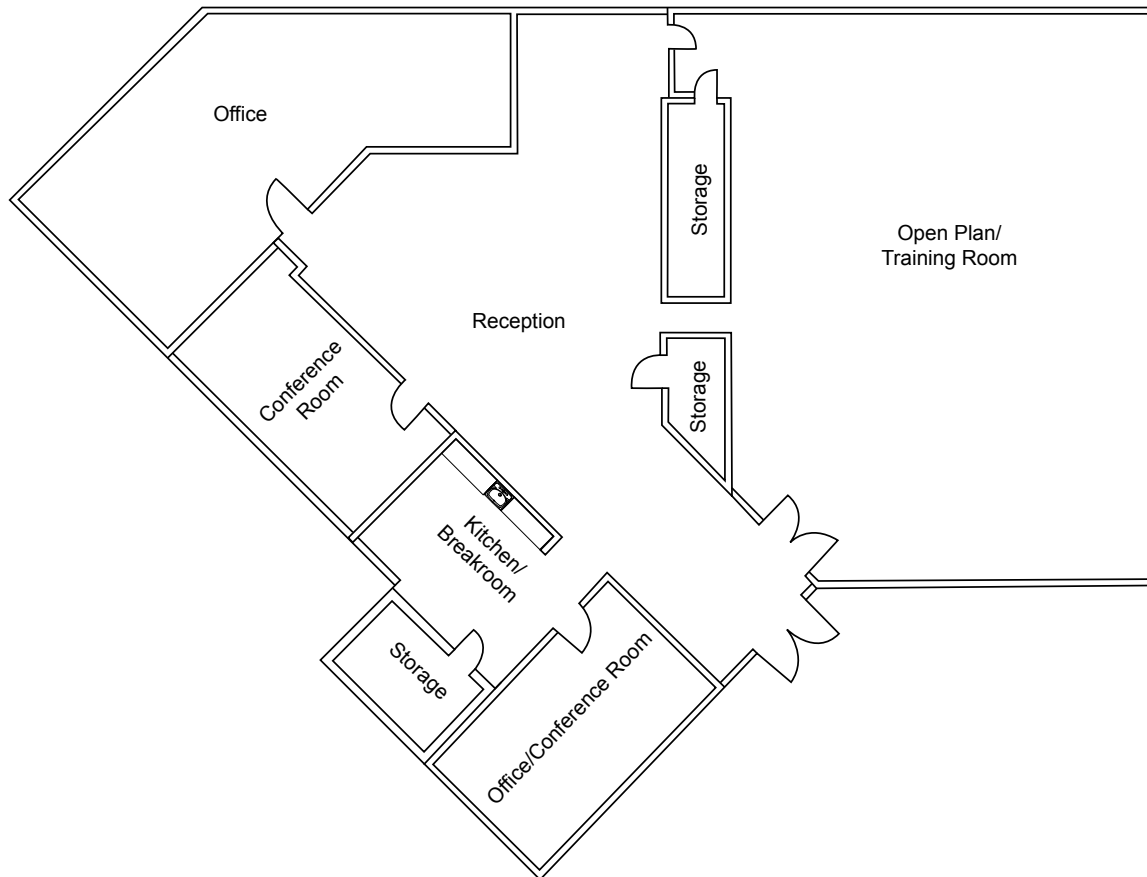 Office
Storage
Open Plan/
Training Room
Reception
Conference
Room
Storage
Kitchen/
Breakroom
Storage
Office/Conference Room